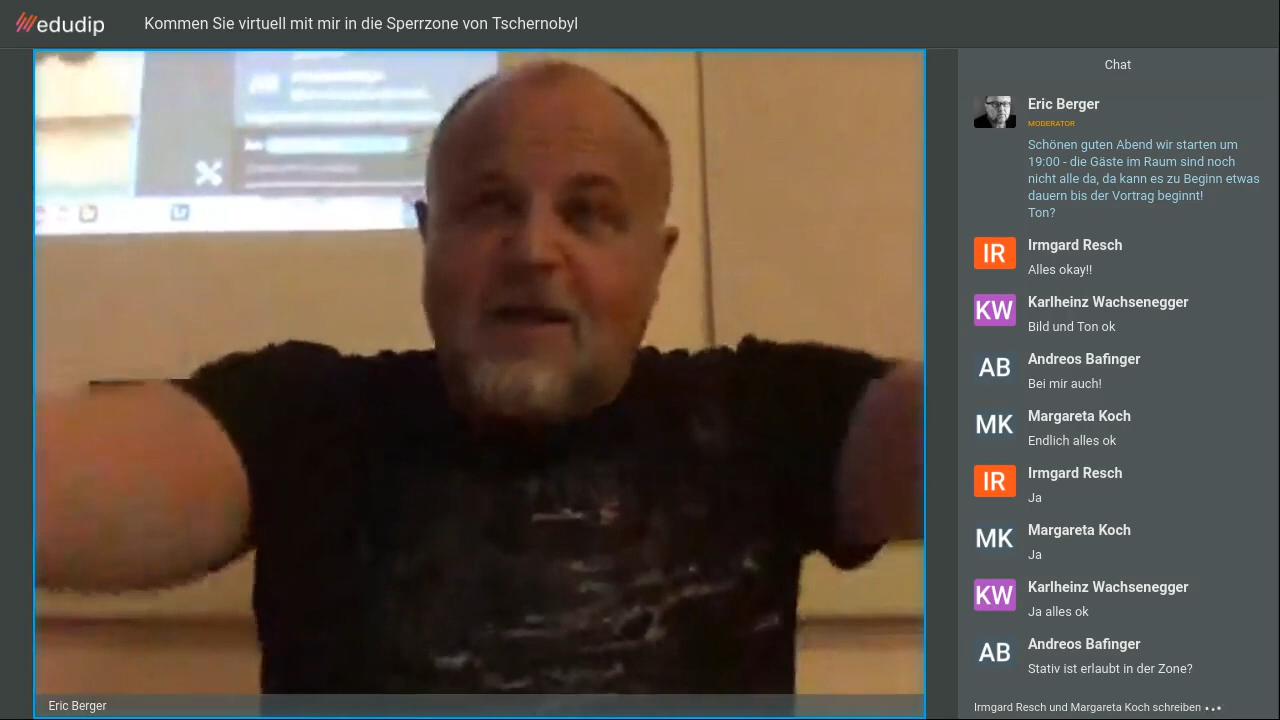 edudip
Kommen Sie virtuell mit mir in die Sperrzone von Tschernobyl
Eric Berger
Chat
Eric Berger
MODERATOR
Schönen guten Abend wir starten um
19:00 - die Gäste im Raum sind noch
nicht alle da, da kann es zu Beginn etwas
dauern bis der Vortrag beginnt!
Ton?
IR
Irmgard Resch
Alles okay!!
KW
Karlheinz Wachsenegger
Bild und Ton ok
AB
Andreos Bafinger
Bei mir auch!
MK
Margareta Koch
Endlich alles ok
IR
Irmgard Resch
Ja
MK
Margareta Koch
Ja
KW
Karlheinz Wachsenegger
Ja alles ok
AB
Andreos Bafinger
Stativ ist erlaubt in der Zone?
Irmgard Resch und Margareta Koch schreiben